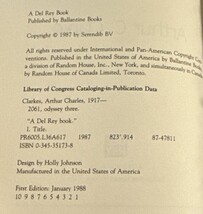 A Del Rey Book
Published by Ballantine Books
Copyright © 1987 by Serendib BV
All rights reserved under International and Pan-American Copyright
ventions. Published in the United States of America by Ballantine
a division of Random House, Inc., New York, and simultaneously in
by Random House of Canada Limited, Toronto.
Library of Congress Cataloging-in-Publication Data
Clarke, Arthur Charles, 1917—
2061, odyssey three.
"A Del Rey book."
I. Title.
PR6005.L36A617 1987 823'.914 87-47811
ISBN 0-345-35173-8
Design by Holly Johnson
Manufactured in the United States of America
First Edition: January 1988
10 9 8 7 6 5 4 3 2